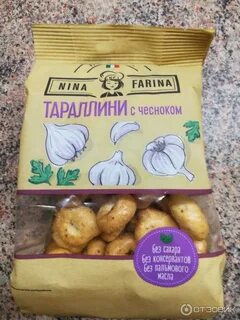 NINA FARINA
ТАРАЛЛИНИ с чесноком
без сахара
без консервантов
без пальмового
масла
ОТЗОВИК